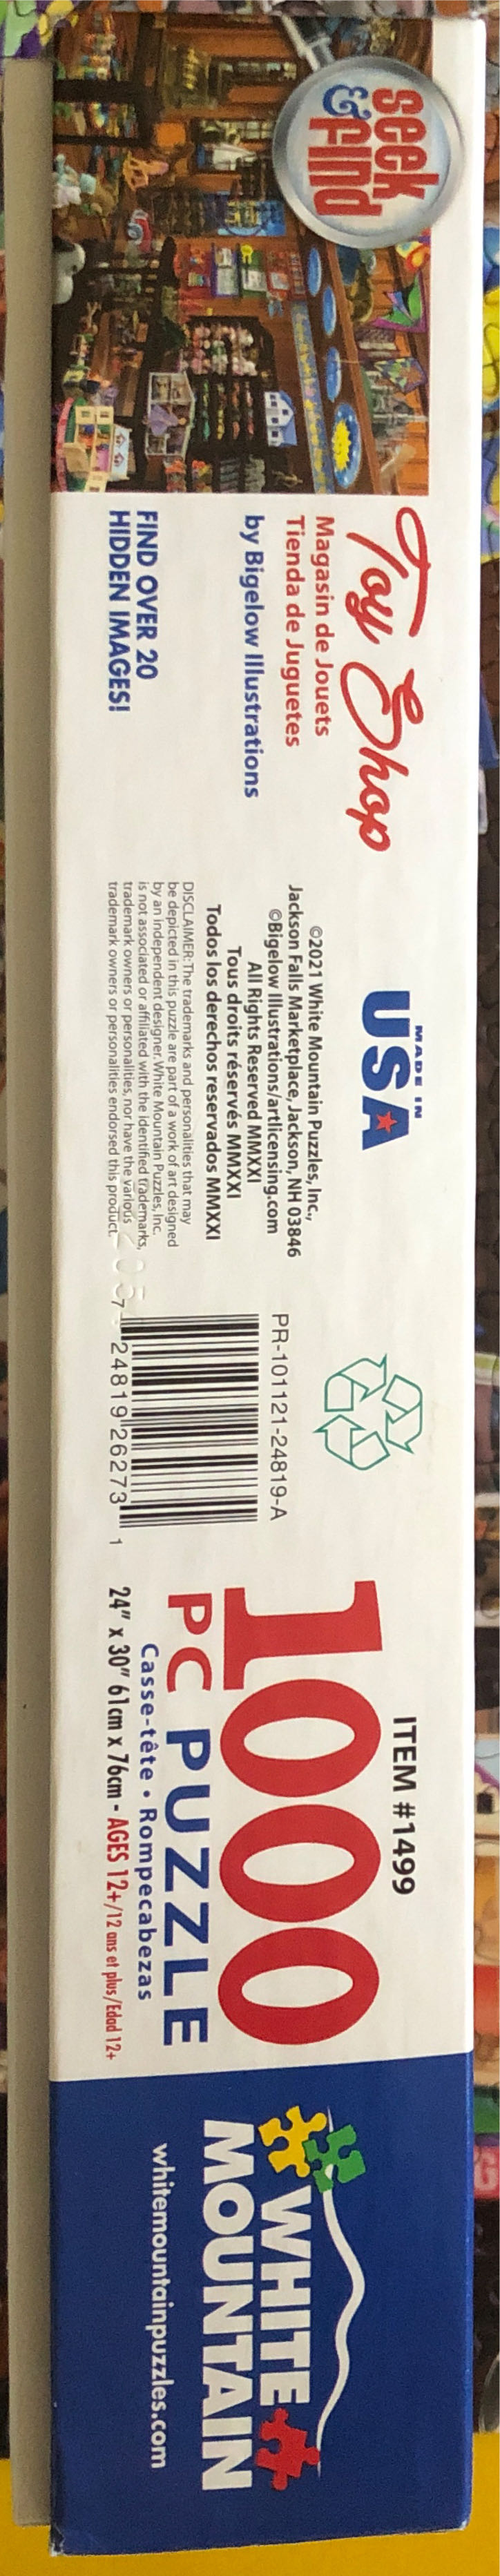 seek
& find
Toy Shop
Magasin de Jouets
Tienda de Juguetes
by Bigelow Illustrations
FIND OVER 20
HIDDEN IMAGES!
MADE IN
USA
©2021 White Mountain Puzzles, Inc.,
Jackson Falls Marketplace, Jackson, NH 03846
©Bigelow Illustrations/artlicensing.com
All Rights Reserved MMXXI
Tous droits réservés MMXXI
Todos los derechos reservados MMXXI
DISCLAIMER: The trademarks and personalities that may
be depicted in this puzzle are part of a work of art designed
by an independent designer. White Mountain Puzzles, Inc.
is not associated or affiliated with the identified trademarks,
trademark owners or personalities, nor have the various
trademark owners or personalities endorsed this product.
PR-101121-24819-A
7 24819 26273 1
ITEM #1499
1000
PC PUZZLE
Casse-tête • Rompecabezas
24" x 30" 61cm x 76cm - AGES 12+/12 ans et plus/Edad 12+
WHITE
MOUNTAIN
whitemountainpuzzles.com